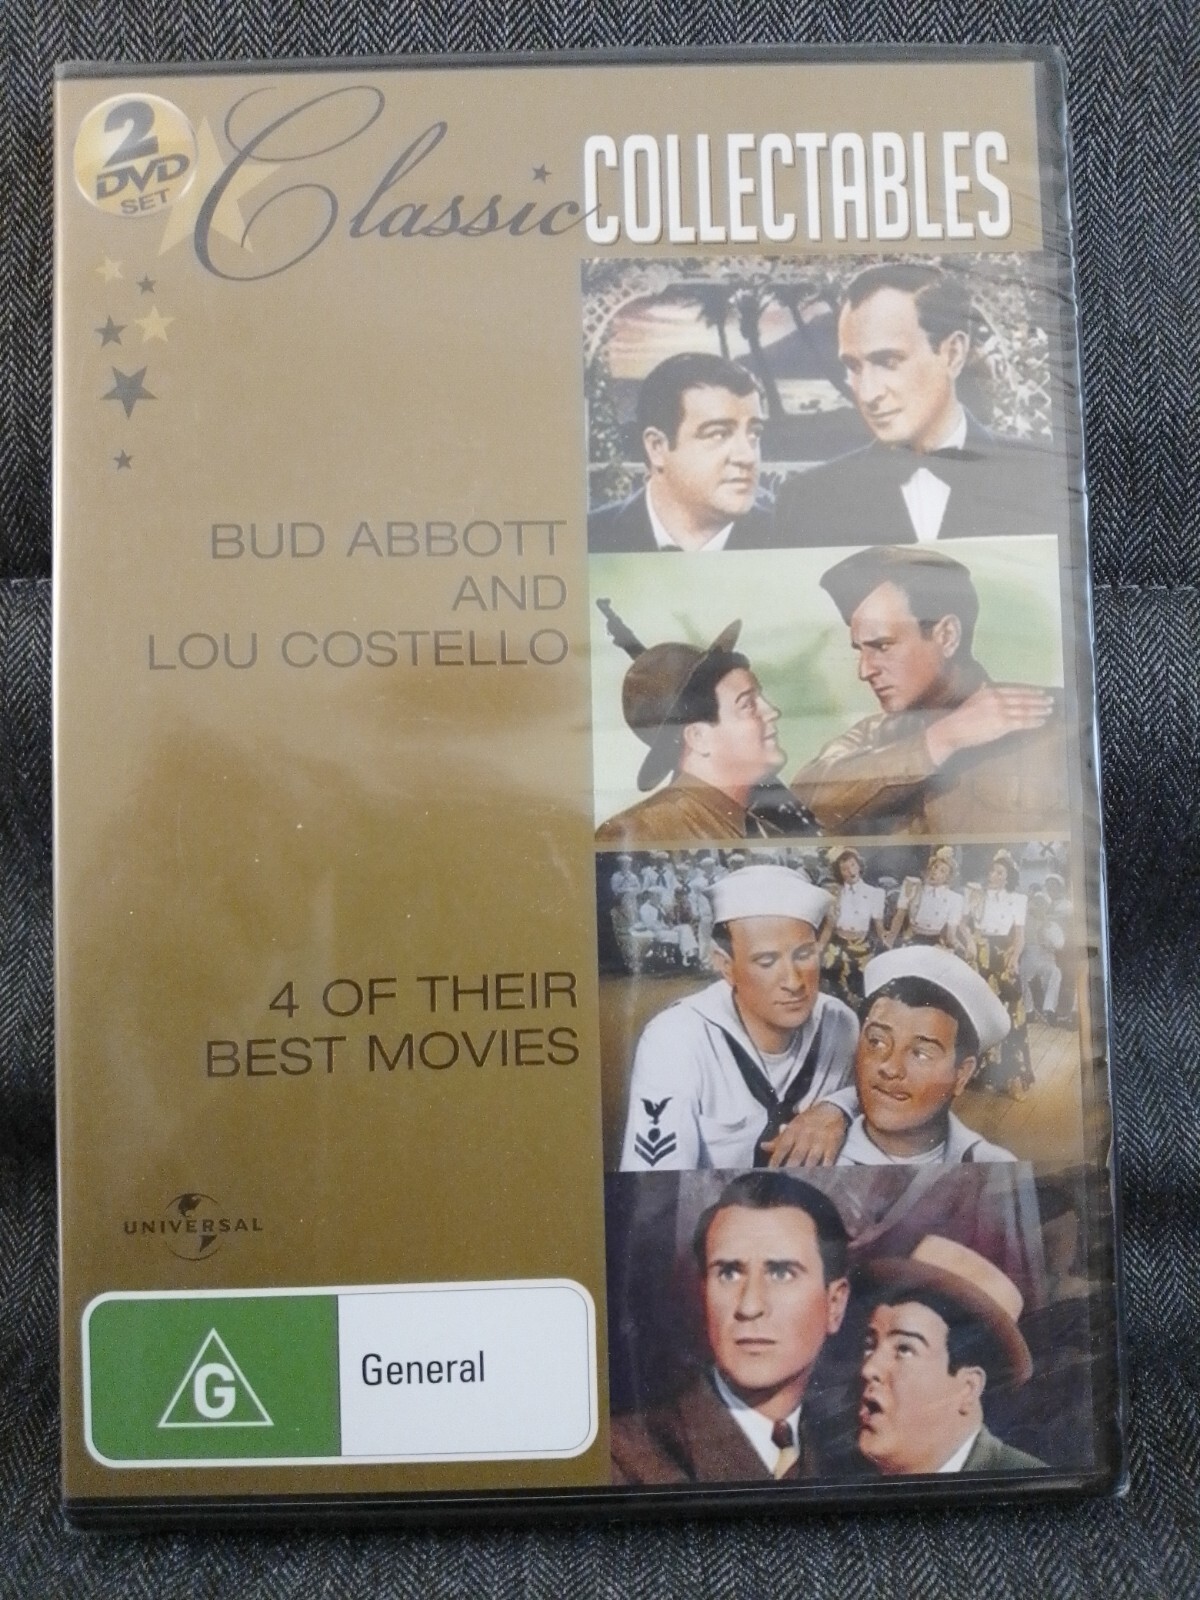 2
DVD
SET
Classic COLLECTABLES
BUD ABBOTT
AND
LOU COSTELLO
4 OF THEIR
BEST MOVIES
UNIVERSAL
G
General